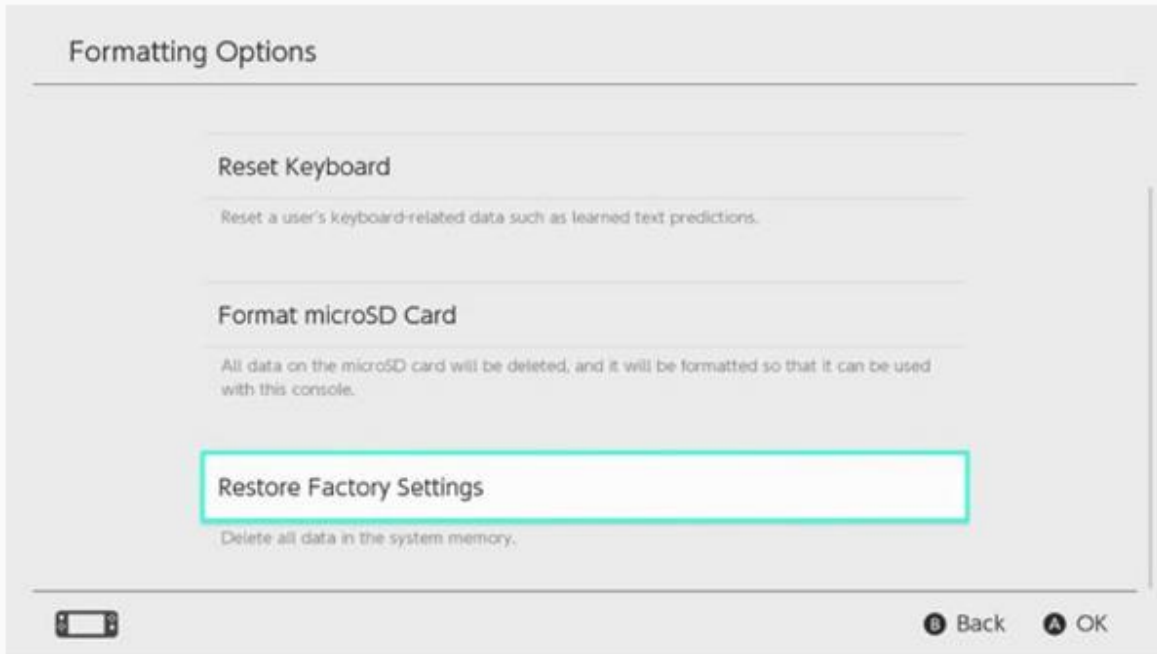 Formatting Options
Reset Keyboard
Reset a user's keyboard-related data such as learned text predictions.
Format microSD Card
All data on the microSD card will be deleted, and it will be formatted so that it can be used
with this console.
Restore Factory Settings
Delete all data in the system memory.
B Back A OK